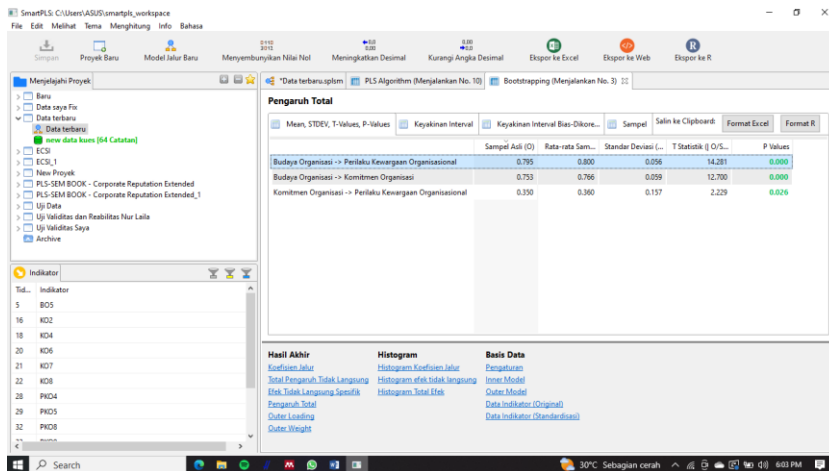 SmartPLS: C:\Users\ASUS\smartpls_workspace
File Edit Melihat Tema Menghitung Info Bahasa
Simpan Proyek Baru Model Jalur Baru Menyembunyikan Nilai Nol Meningkatkan Desimal Kurangi Angka Desimal Ekspor ke Excel Ekspor ke Web Ekspor ke R
Menjelajahi Proyek
Baru
Data saya Fix
Data terbaru
Data terbaru
new data kues [64 Catatan]
ECSI
ECSI_1
New Proyek
PLS-SEM BOOK - Corporate Reputation Extended
PLS-SEM BOOK - Corporate Reputation Extended_1
Uji Data
Uji Validitas dan Reabilitas Nur Laila
Uji Validitas Saya
Archive
Indikator
Tid... Indikator
5 BO5
16 KO2
18 KO4
20 KO6
21 KO7
22 KO8
28 PKO4
29 PKO5
32 PKO8
*Data terbaru.splsm PLS Algorithm (Menjalankan No. 10) Bootstrapping (Menjalankan No. 3)
Pengaruh Total
Mean, STDEV, T-Values, P-Values Keyakinan Interval Keyakinan Interval Bias-Dikore... Sampel Salin ke Clipboard: Format Excel Format R
Sampel Asli (O) Rata-rata Sam... Standar Deviasi (... T Statistik (| O/S... P Values
Budaya Organisasi -> Perilaku Kewargaan Organisasional 0.795 0.800 0.056 14.281 0.000
Budaya Organisasi -> Komitmen Organisasi 0.753 0.766 0.059 12.700 0.000
Komitmen Organisasi -> Perilaku Kewargaan Organisasional 0.350 0.360 0.157 2.229 0.026
Hasil Akhir Histogram Basis Data
Koefisien Jalur Histogram Koefisien Jalur Pengaturan
Total Pengaruh Tidak Langsung Histogram efek tidak langsung Inner Model
Efek Tidak Langsung Spesifik Histogram Total Efek Outer Model
Pengaruh Total Data Indikator (Original)
Outer Loading Data Indikator (Standardisasi)
Outer Weight
Search 30°C Sebagian cerah 6:03 PM